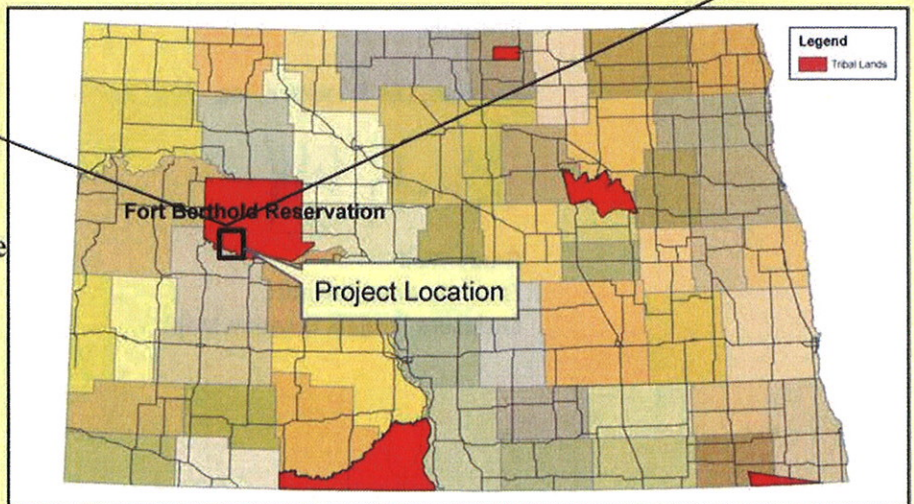 Legend
Tribal Lands
Fort Berthold Reservation
e
Project Location